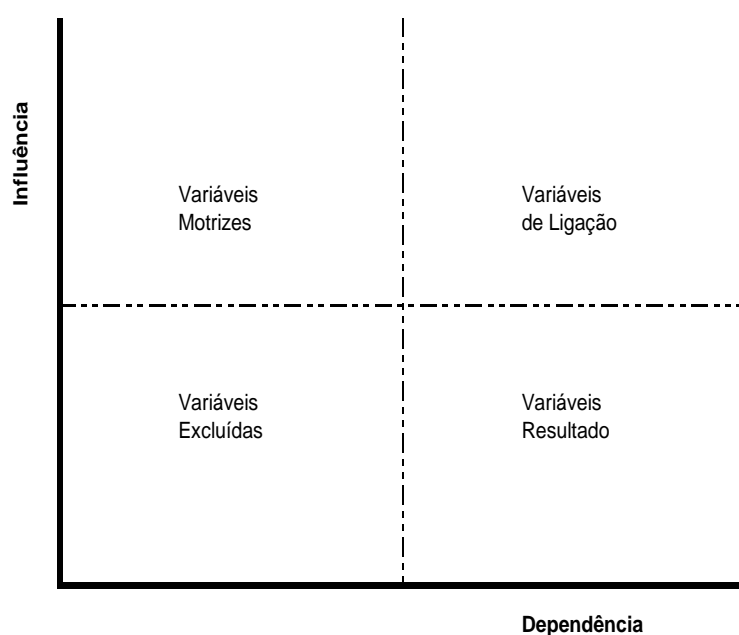 Influência
Variáveis
Motrizes
Variáveis
de Ligação
Variáveis
Excluídas
Variáveis
Resultado
Dependência